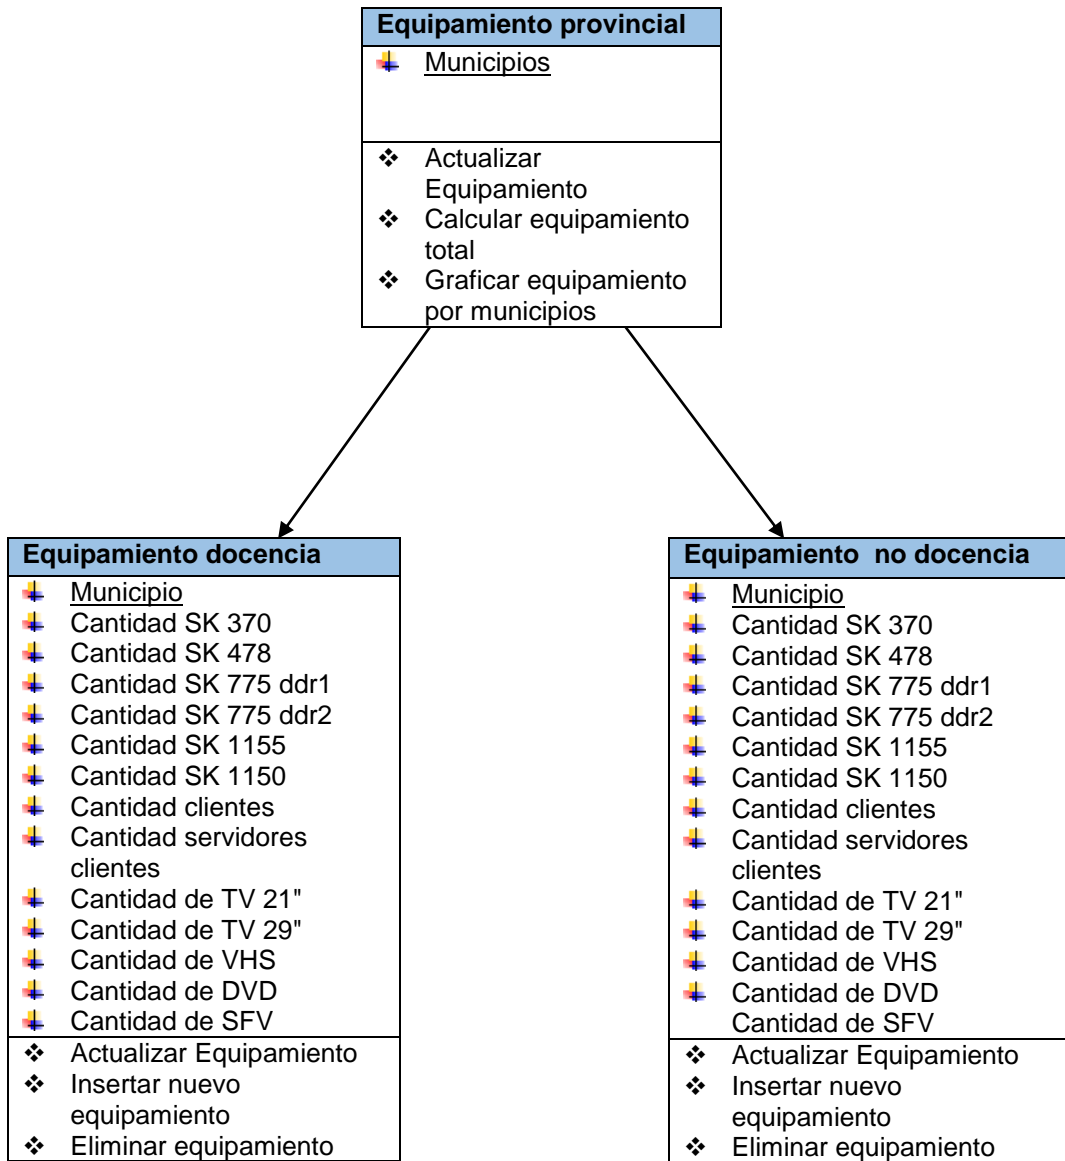 Equipamiento provincial
Municipios
Actualizar
Equipamiento
Calcular equipamiento
total
Graficar equipamiento
por municipios
Equipamiento docencia
Municipio
Cantidad SK 370
Cantidad SK 478
Cantidad SK 775 ddr1
Cantidad SK 775 ddr2
Cantidad SK 1155
Cantidad SK 1150
Cantidad clientes
Cantidad servidores
clientes
Cantidad de TV 21"
Cantidad de TV 29"
Cantidad de VHS
Cantidad de DVD
Cantidad de SFV
Actualizar Equipamiento
Insertar nuevo
equipamiento
Eliminar equipamiento
Equipamiento  no docencia
Municipio
Cantidad SK 370
Cantidad SK 478
Cantidad SK 775 ddr1
Cantidad SK 775 ddr2
Cantidad SK 1155
Cantidad SK 1150
Cantidad clientes
Cantidad servidores
clientes
Cantidad de TV 21"
Cantidad de TV 29"
Cantidad de VHS
Cantidad de DVD
Cantidad de SFV
Actualizar Equipamiento
Insertar nuevo
equipamiento
Eliminar equipamiento